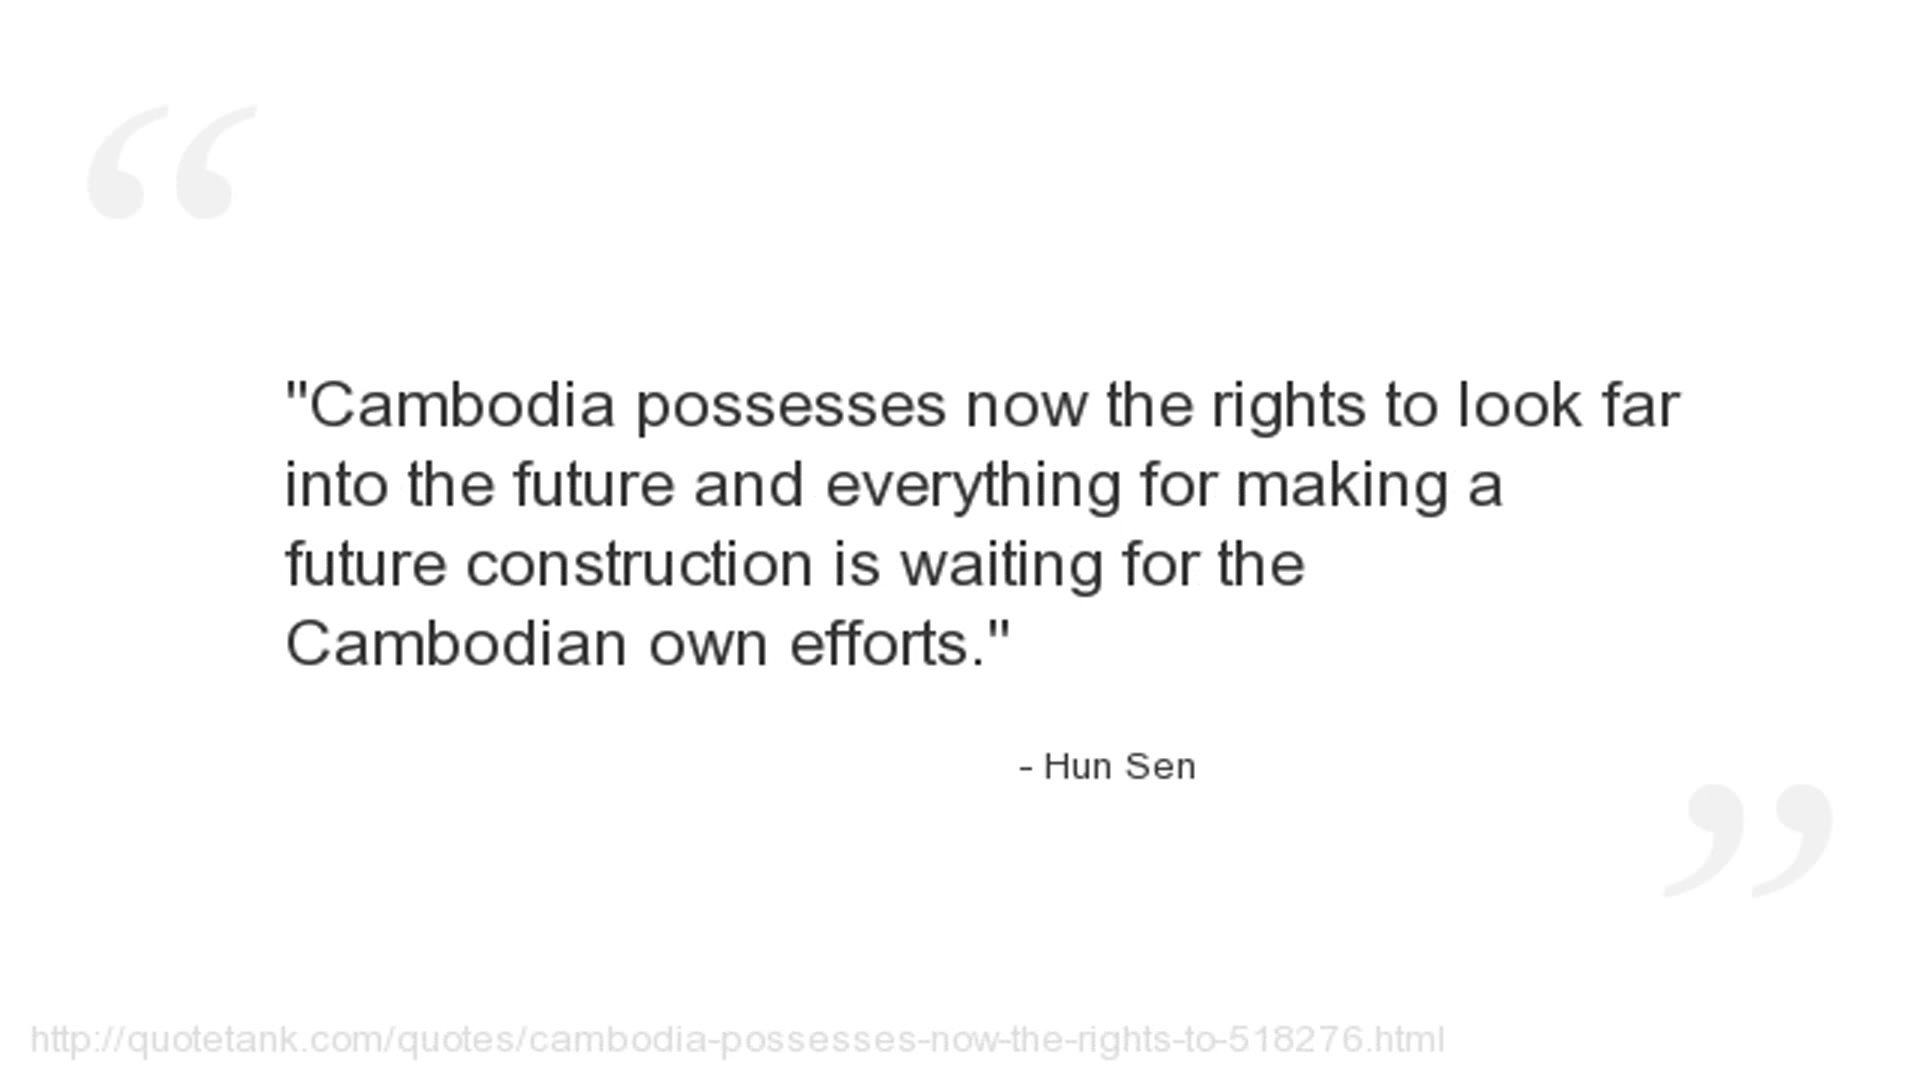 "Cambodia possesses now the rights to look far
into the future and everything for making a
future construction is waiting for the
Cambodian own efforts."
- Hun Sen
http://quotetank.com/quotes/cambodia-possesses-now-the-rights-to-518276.html